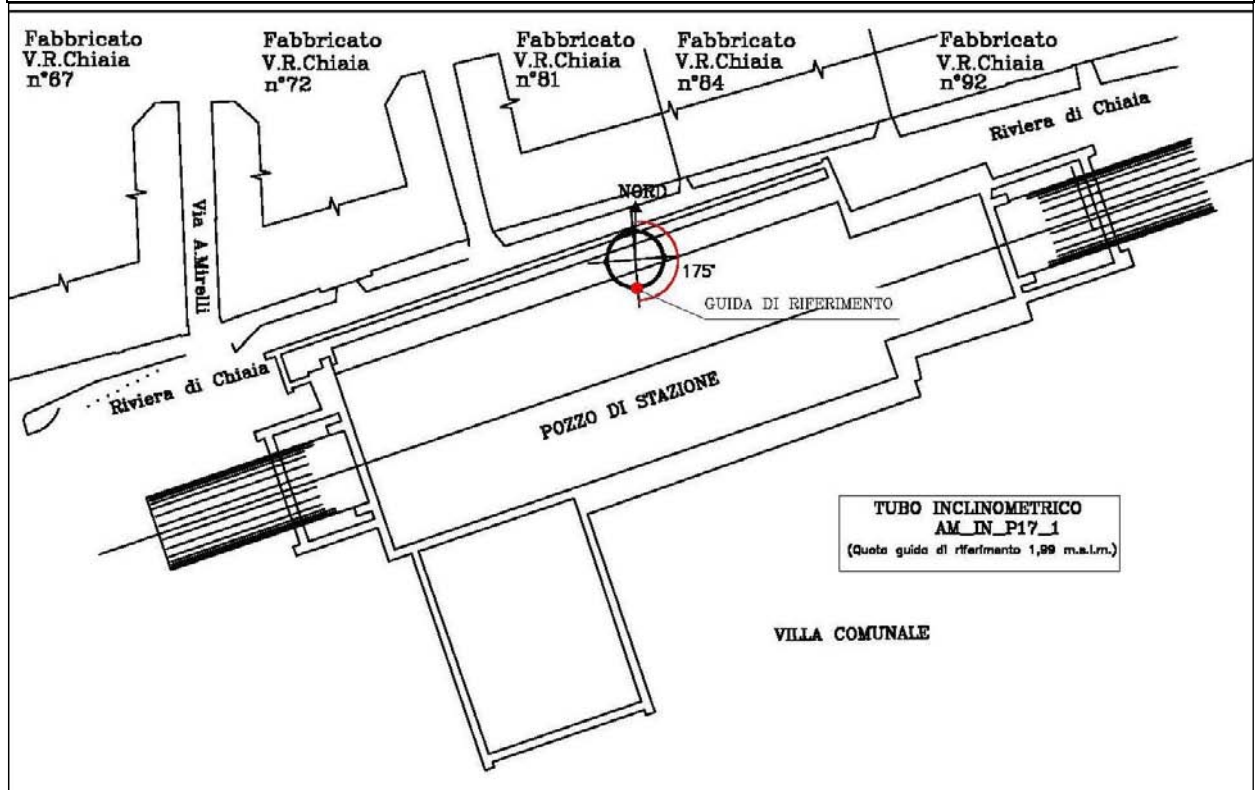 Fabbricato
V.R.Chiaia
n°67
Fabbricato
V.R.Chiaia
n°72
Fabbricato
V.R.Chiaia
n°81
Fabbricato
V.R.Chiaia
n°84
Fabbricato
V.R.Chiaia
n°92
Riviera di Chiaia
Via A.Mirelli
NORD
175°
GUIDA DI RIFERIMENTO
Riviera di Chiaia
POZZO DI STAZIONE
TUBO INCLINOMETRICO
AM_IN_P17_1
(Quota guida di riferimento 1,99 m.s.l.m.)
VILLA COMUNALE